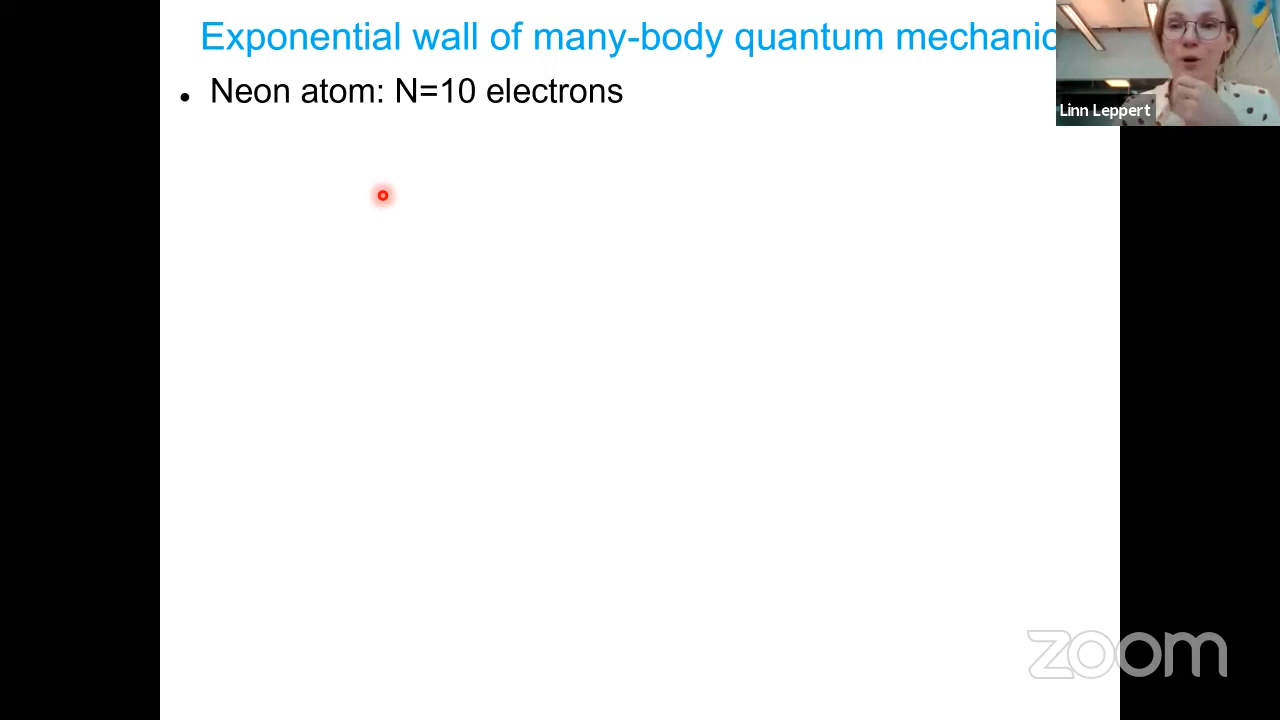 Exponential wall of many-body quantum mechanic
Linn Leppert
• Neon atom: N=10 electrons
zoom